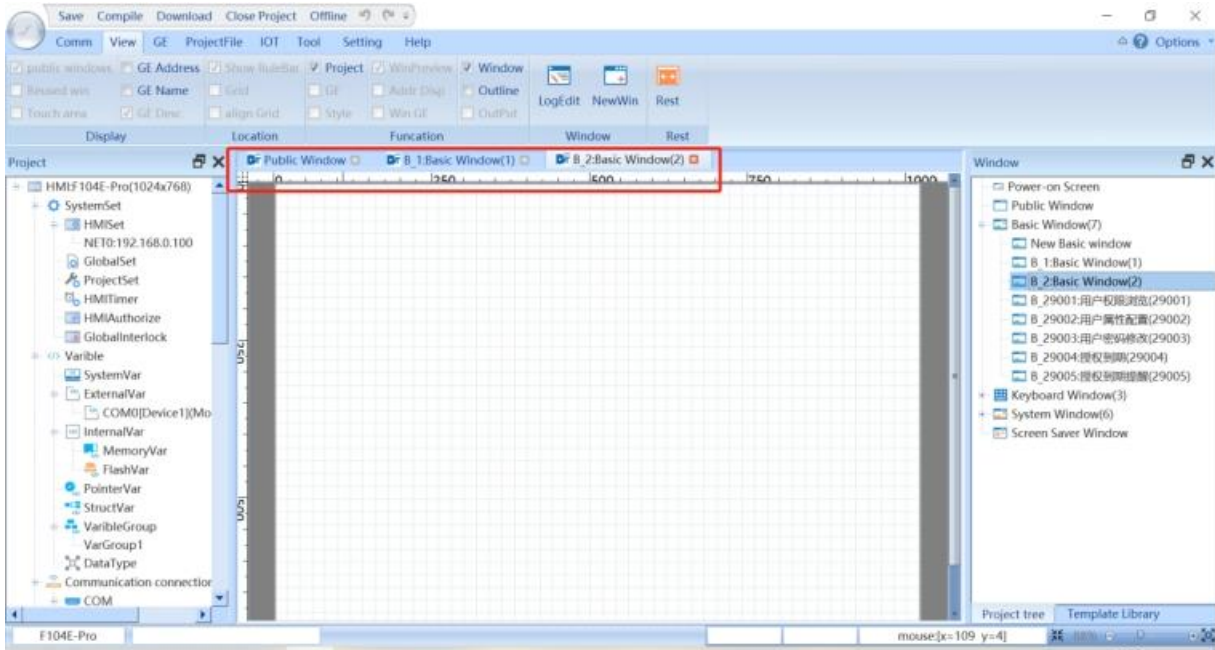 Save Compile Download Close Project Offline
Comm View GE ProjectFile IOT Tool Setting Help
Options
public windows GE Address Show RuleBar Project WinPreview Window
Reused win GE Name Grid GE Addr Disp Outline
Touch area GE Desc align Grid Style Win GE OutPut
LogEdit NewWin Rest
Display Location Funcation Window Rest
Project
Public Window B_1:Basic Window(1) B_2:Basic Window(2)
Window
0 250 500 750 1000
250
500
HMI:F104E-Pro(1024x768)
SystemSet
HMISet
NET0:192.168.0.100
GlobalSet
ProjectSet
HMITimer
HMIAuthorize
GlobalInterlock
Varible
SystemVar
ExternalVar
COM0[Device1](Mo
InternalVar
MemoryVar
FlashVar
PointerVar
StructVar
VaribleGroup
VarGroup1
DataType
Communication connection
COM
Power-on Screen
Public Window
Basic Window(7)
New Basic window
B_1:Basic Window(1)
B_2:Basic Window(2)
B_29001:用户权限浏览(29001)
B_29002:用户属性配置(29002)
B_29003:用户密码修改(29003)
B_29004:授权到期(29004)
B_29005:授权到期提醒(29005)
Keyboard Window(3)
System Window(6)
Screen Saver Window
Project tree Template Library
F104E-Pro
mouse:[x=109 y=4]